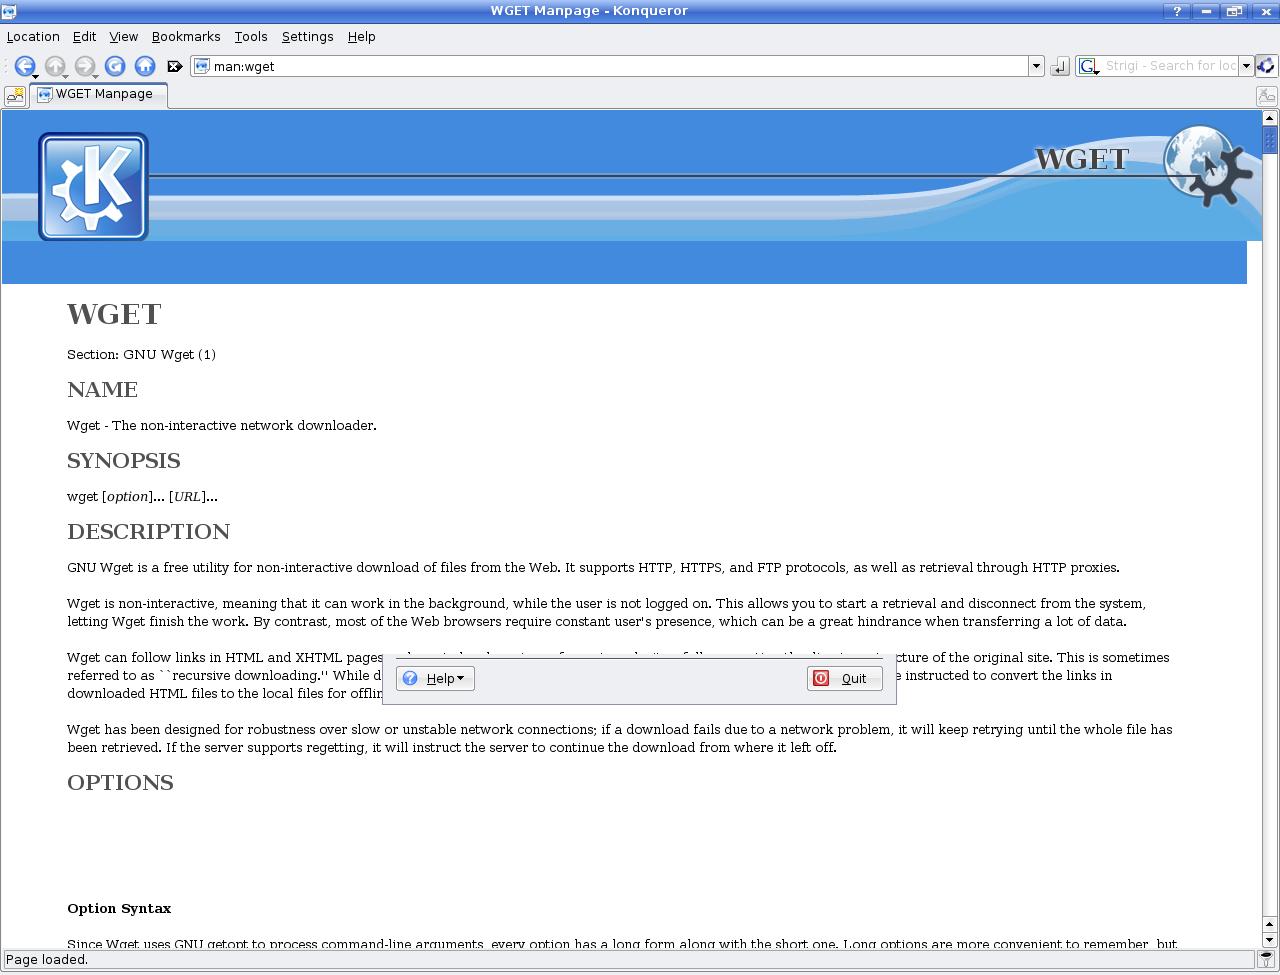 WGET Manpage - Konqueror
Location Edit View Bookmarks Tools Settings Help
man:wget
Strigi - Search for loc
WGET Manpage
WGET
WGET
Section: GNU Wget (1)
NAME
Wget - The non-interactive network downloader.
SYNOPSIS
wget [option]... [URL]...
DESCRIPTION
GNU Wget is a free utility for non-interactive download of files from the Web. It supports HTTP, HTTPS, and FTP protocols, as well as retrieval through HTTP proxies.
Wget is non-interactive, meaning that it can work in the background, while the user is not logged on. This allows you to start a retrieval and disconnect from the system,
letting Wget finish the work. By contrast, most of the Web browsers require constant user's presence, which can be a great hindrance when transferring a lot of data.
Wget can follow links in HTML and XHTML pages cture of the original site. This is sometimes
referred to as ``recursive downloading.'' While d e instructed to convert the links in
downloaded HTML files to the local files for offlin
Help Quit
Wget has been designed for robustness over slow or unstable network connections; if a download fails due to a network problem, it will keep retrying until the whole file has
been retrieved. If the server supports regetting, it will instruct the server to continue the download from where it left off.
OPTIONS
Option Syntax
Since Wget uses GNU getopt to process command-line arguments, every option has a long form along with the short one. Long options are more convenient to remember, but
Page loaded.